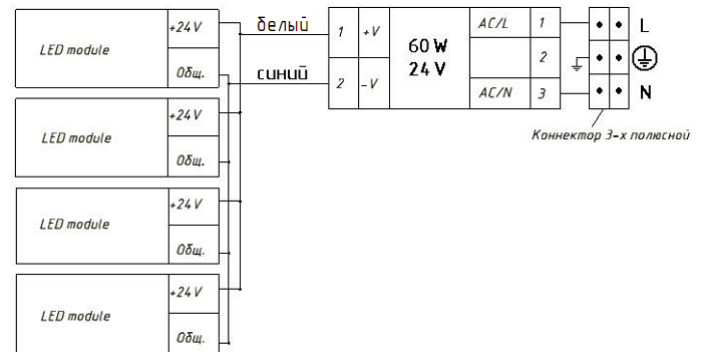 LED module
+24V
Общ.
LED module
+24V
Общ.
LED module
+24V
Общ.
LED module
+24V
Общ.
белый
синий
1 +V
2 -V
60 W
24 V
AC/L 1
2
AC/N 3
L
N
Коннектор 3-х полюсной